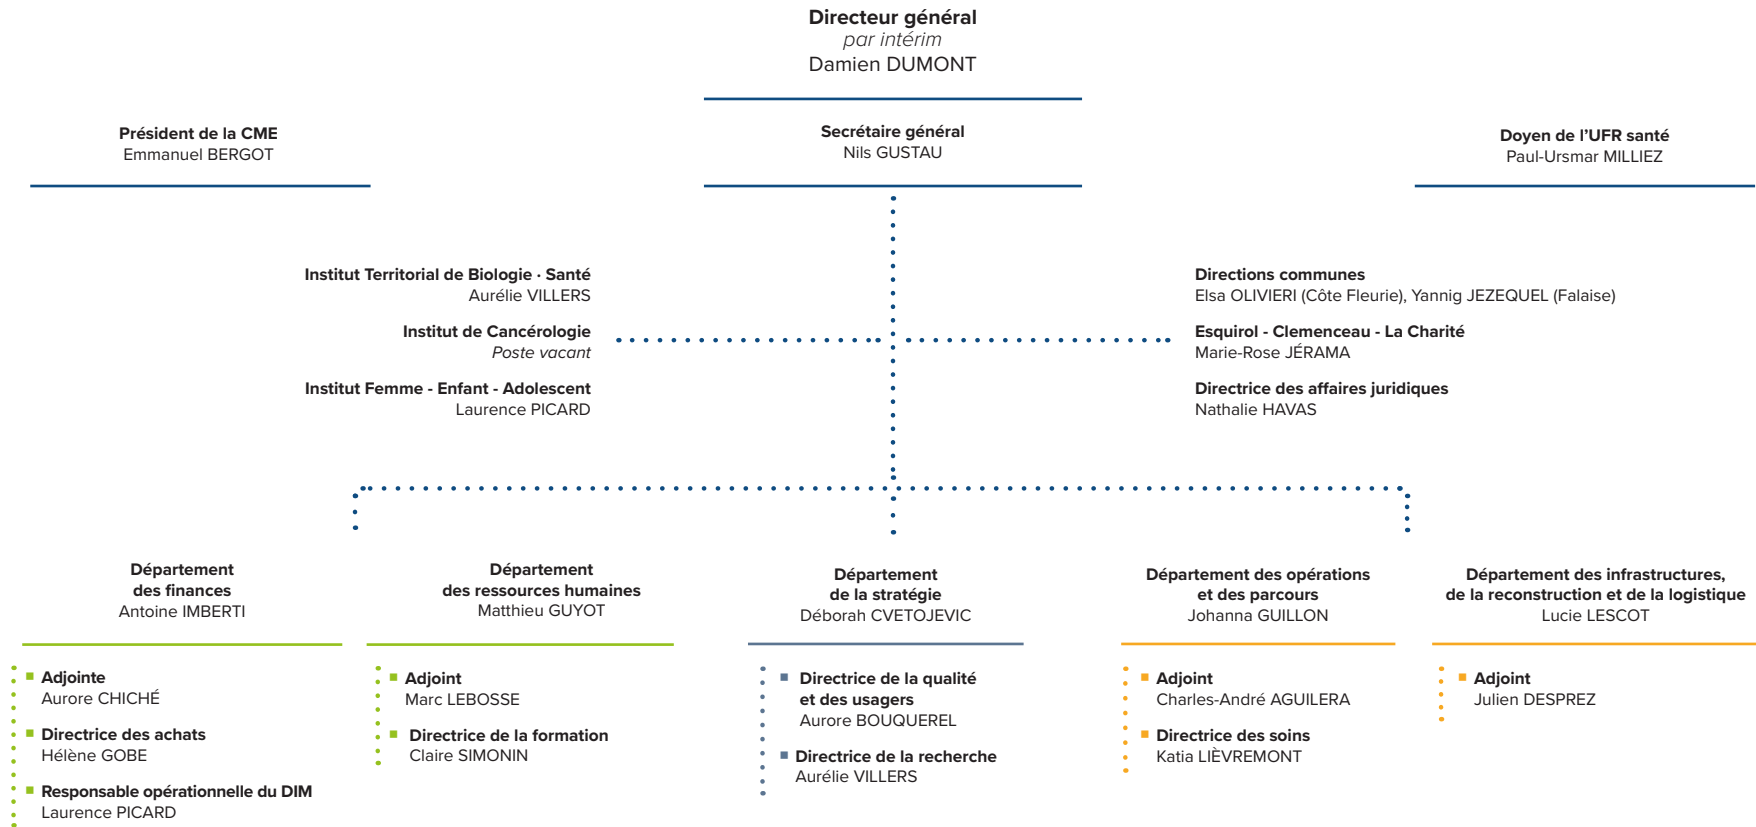 Directeur général
par intérim
Damien DUMONT
Président de la CME
Emmanuel BERGOT
Secrétaire général
Nils GUSTAU
Doyen de l'UFR santé
Paul-Ursmar MILLIEZ
Institut Territorial de Biologie · Santé
Aurélie VILLERS
Institut de Cancérologie
Poste vacant
Institut Femme - Enfant - Adolescent
Laurence PICARD
Directions communes
Elsa OLIVIERI (Côte Fleurie), Yannig JEZEQUEL (Falaise)
Esquirol - Clemenceau - La Charité
Marie-Rose JÉRAMA
Directrice des affaires juridiques
Nathalie HAVAS
Département
des finances
Antoine IMBERTI
Adjointe
Aurore CHICHÉ
Directrice des achats
Hélène GOBE
Responsable opérationnelle du DIM
Laurence PICARD
Département
des ressources humaines
Matthieu GUYOT
Adjoint
Marc LEBOSSE
Directrice de la formation
Claire SIMONIN
Département
de la stratégie
Déborah CVETOJEVIC
Directrice de la qualité
et des usagers
Aurore BOUQUEREL
Directrice de la recherche
Aurélie VILLERS
Département des opérations
et des parcours
Johanna GUILLON
Adjoint
Charles-André AGUILERA
Directrice des soins
Katia LIÈVREMONT
Département des infrastructures,
de la reconstruction et de la logistique
Lucie LESCOT
Adjoint
Julien DESPREZ